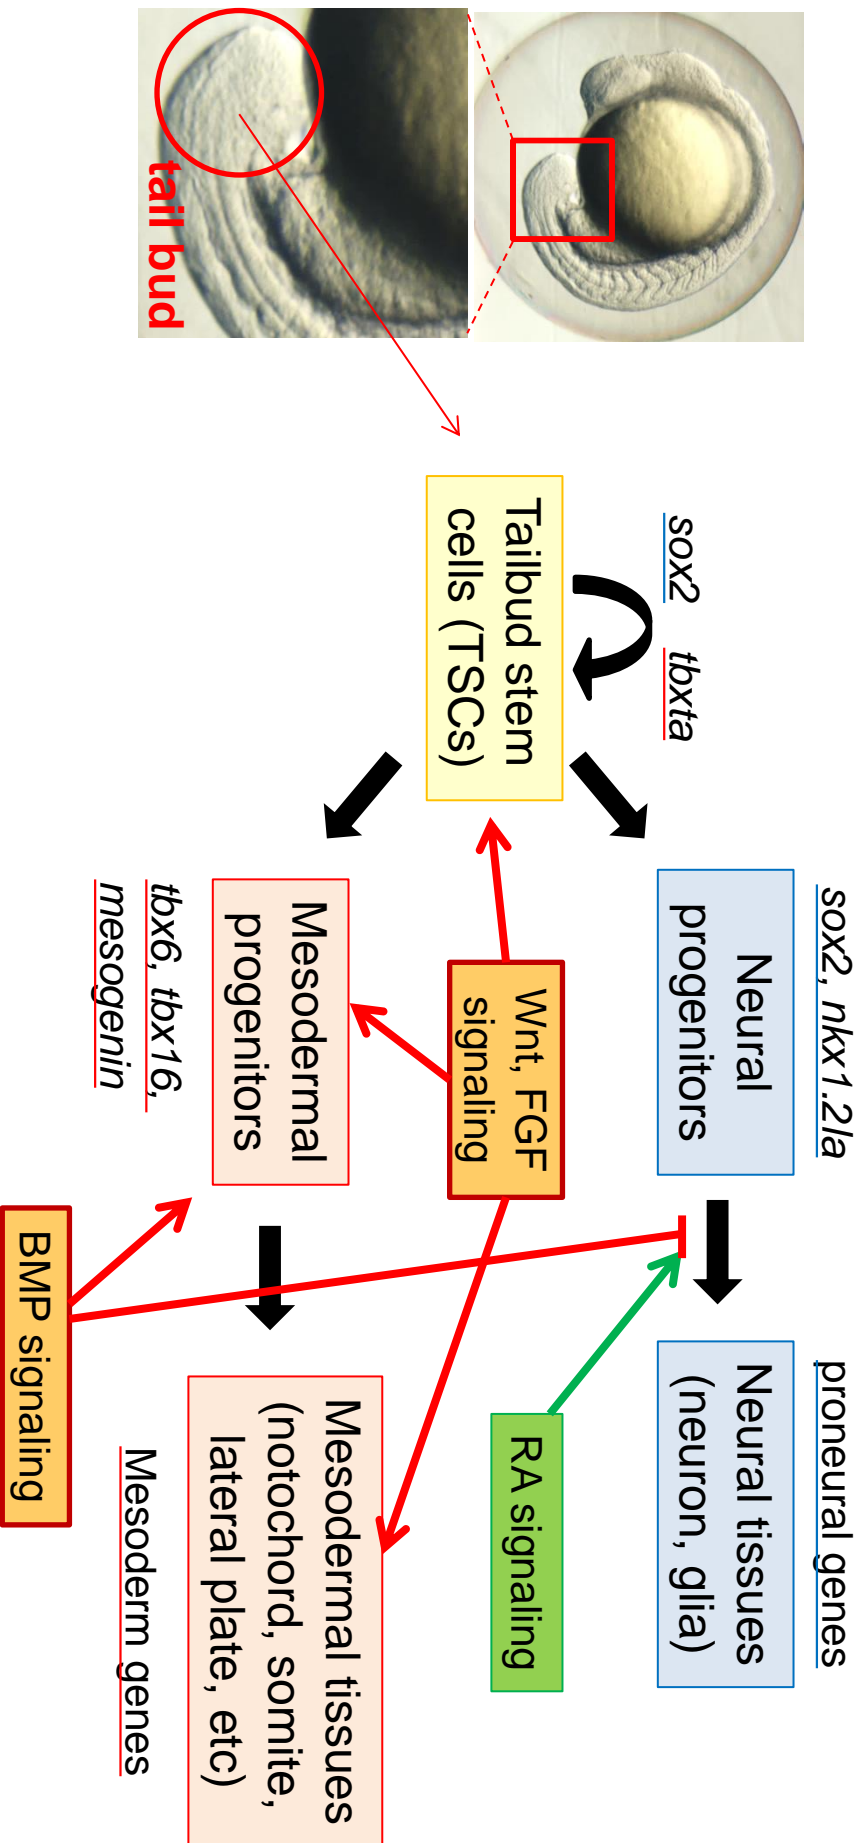 tail bud
sox2 tbxta
Tailbud stem
cells (TSCs)
sox2, nkx1.2la
Neural
progenitors
proneural genes
Neural tissues
(neuron, glia)
Wnt, FGF
signaling
RA signaling
Mesodermal
progenitors
tbx6, tbx16,
mesogenin
Mesodermal tissues
(notochord, somite,
lateral plate, etc)
Mesoderm genes
BMP signaling